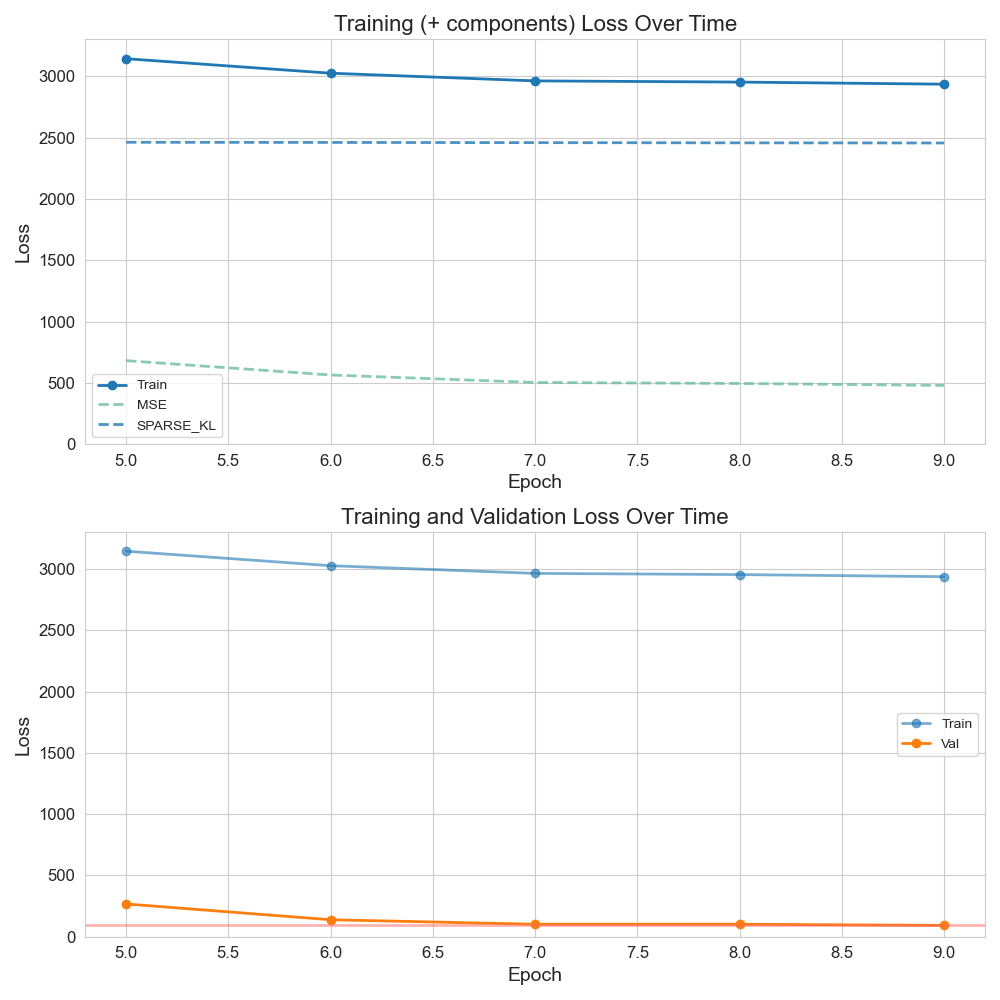 Training (+ components) Loss Over Time
Loss
3000
2500
2000
1500
1000
500
0
Train
MSE
SPARSE_KL
5.0 5.5 6.0 6.5 7.0 7.5 8.0 8.5 9.0
Epoch
Training and Validation Loss Over Time
Loss
3000
2500
2000
1500
1000
500
0
Train
Val
5.0 5.5 6.0 6.5 7.0 7.5 8.0 8.5 9.0
Epoch